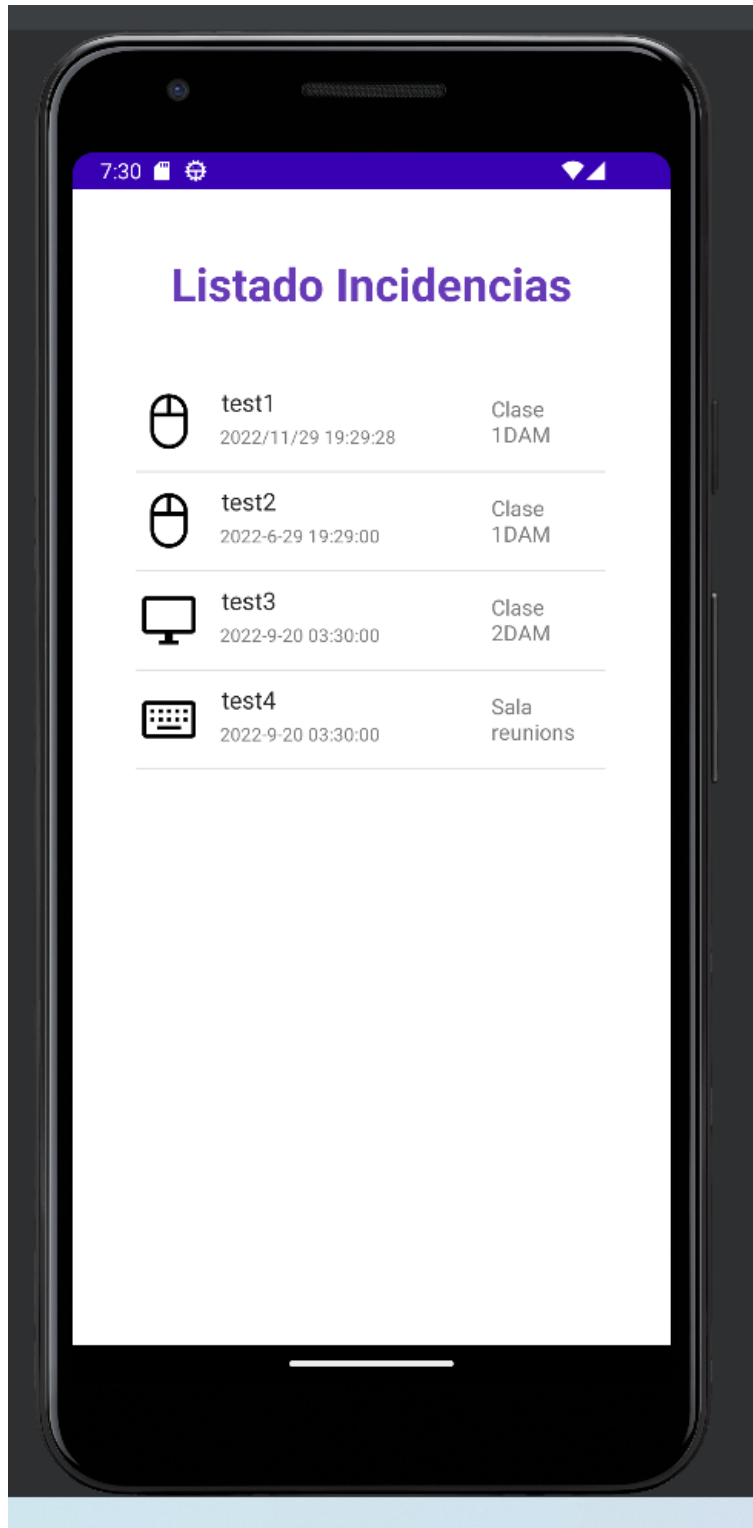 7:30
Listado Incidencias
test1
2022/11/29 19:29:28
Clase
1DAM
test2
2022-6-29 19:29:00
Clase
1DAM
test3
2022-9-20 03:30:00
Clase
2DAM
test4
2022-9-20 03:30:00
Sala
reunions